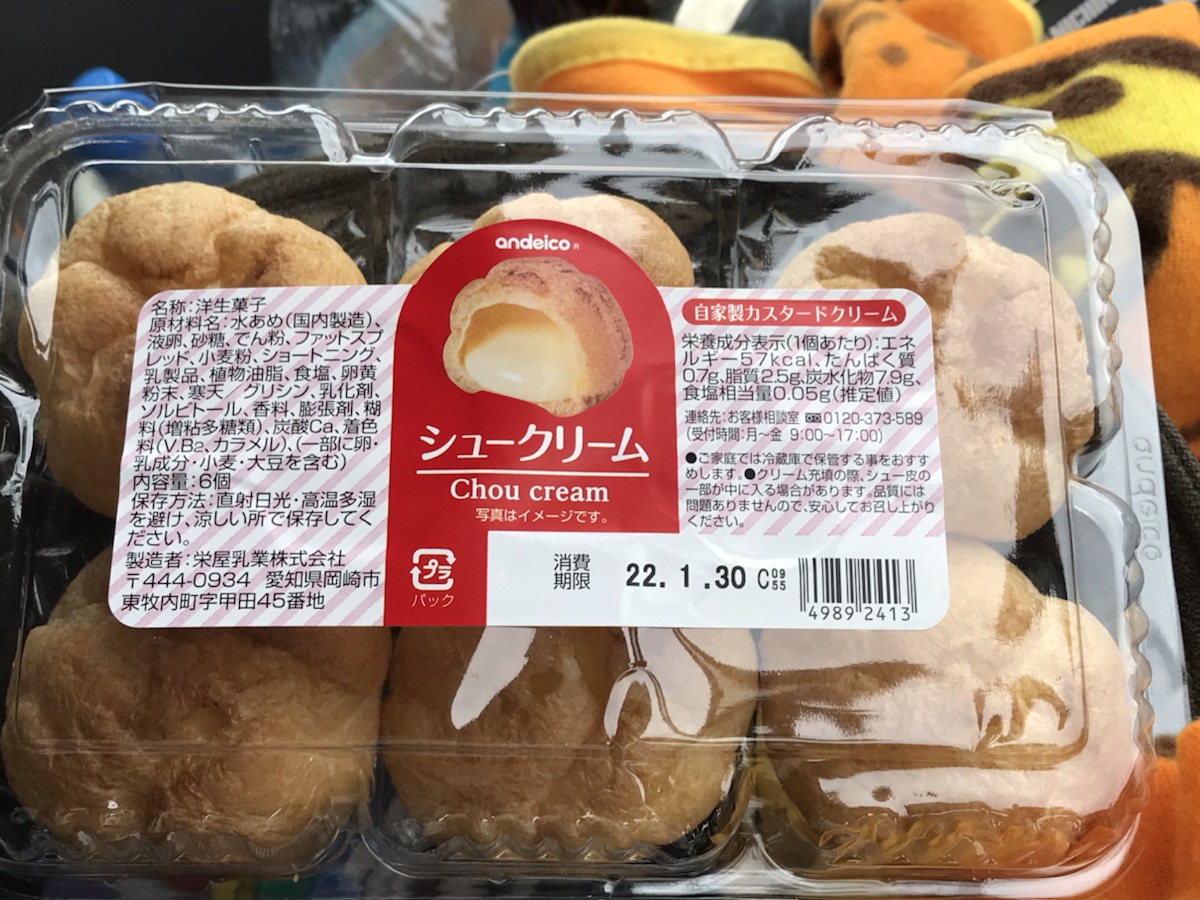 andeico®
名称:洋生菓子
原材料名:水あめ(国内製造)、
液卵、砂糖、でん粉、ファットスプ
レッド、小麦粉、ショートニング、
乳製品、植物油脂、食塩、卵黄
粉末、寒天 グリシン、乳化剤、
ソルビトール、香料、膨張剤、糊
料(増粘多糖類)、炭酸Ca、着色
料(V.B₂、カラメル)、(一部に卵・
乳成分・小麦・大豆を含む)
内容量:6個
保存方法:直射日光・高温多湿
を避け、涼しい所で保存してく
ださい。
製造者:栄屋乳業株式会社
〒444-0934 愛知県岡崎市
東牧内町字甲田45番地
シュークリーム
Chou cream
写真はイメージです。
プラ
パック
自家製カスタードクリーム
栄養成分表示(1個あたり):エネ
ルギー57kcal、たんぱく質
0.7g、脂質2.5g、炭水化物7.9g、
食塩相当量0.05g(推定値)
連絡先:お客様相談室 0120-373-589
(受付時間:月~金 9:00~17:00)
●ご家庭では冷蔵庫で保管する事をおすす
めします。●クリーム充填の際、シュー皮の
一部が中に入る場合があります。品質には
問題ありませんので、安心してお召し上がり
ください。
消費
期限
22. 1 .30 C 09
55
4989 2413
andeico